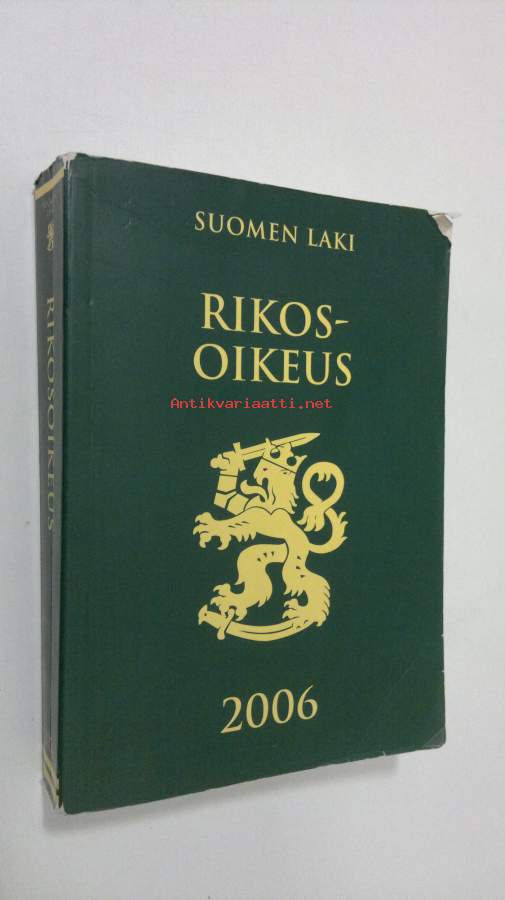 SUOMEN LAKI
RIKOS-
OIKEUS
Antikvariaatti.net
2006
RIKOSOIKEUS